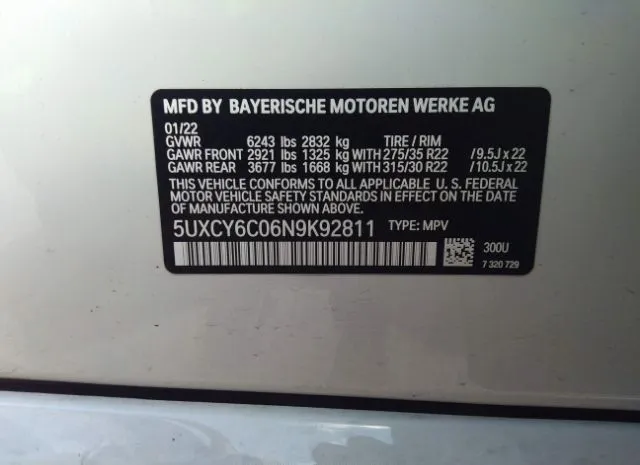 MFD BY BAYERISCHE MOTOREN WERKE AG
01/22
GVWR 6243 lbs 2832 kg TIRE / RIM
GAWR FRONT 2921 lbs 1325 kg WITH 275/35 R22 / 9.5J x 22
GAWR REAR 3677 lbs 1668 kg WITH 315/30 R22 / 10.5J x 22
THIS VEHICLE CONFORMS TO ALL APPLICABLE U. S. FEDERAL
MOTOR VEHICLE SAFETY STANDARDS IN EFFECT ON THE DATE OF
MANUFACTURE SHOWN ABOVE.
5UXCY6C06N9K92811 TYPE: MPV
300U
7 320 729